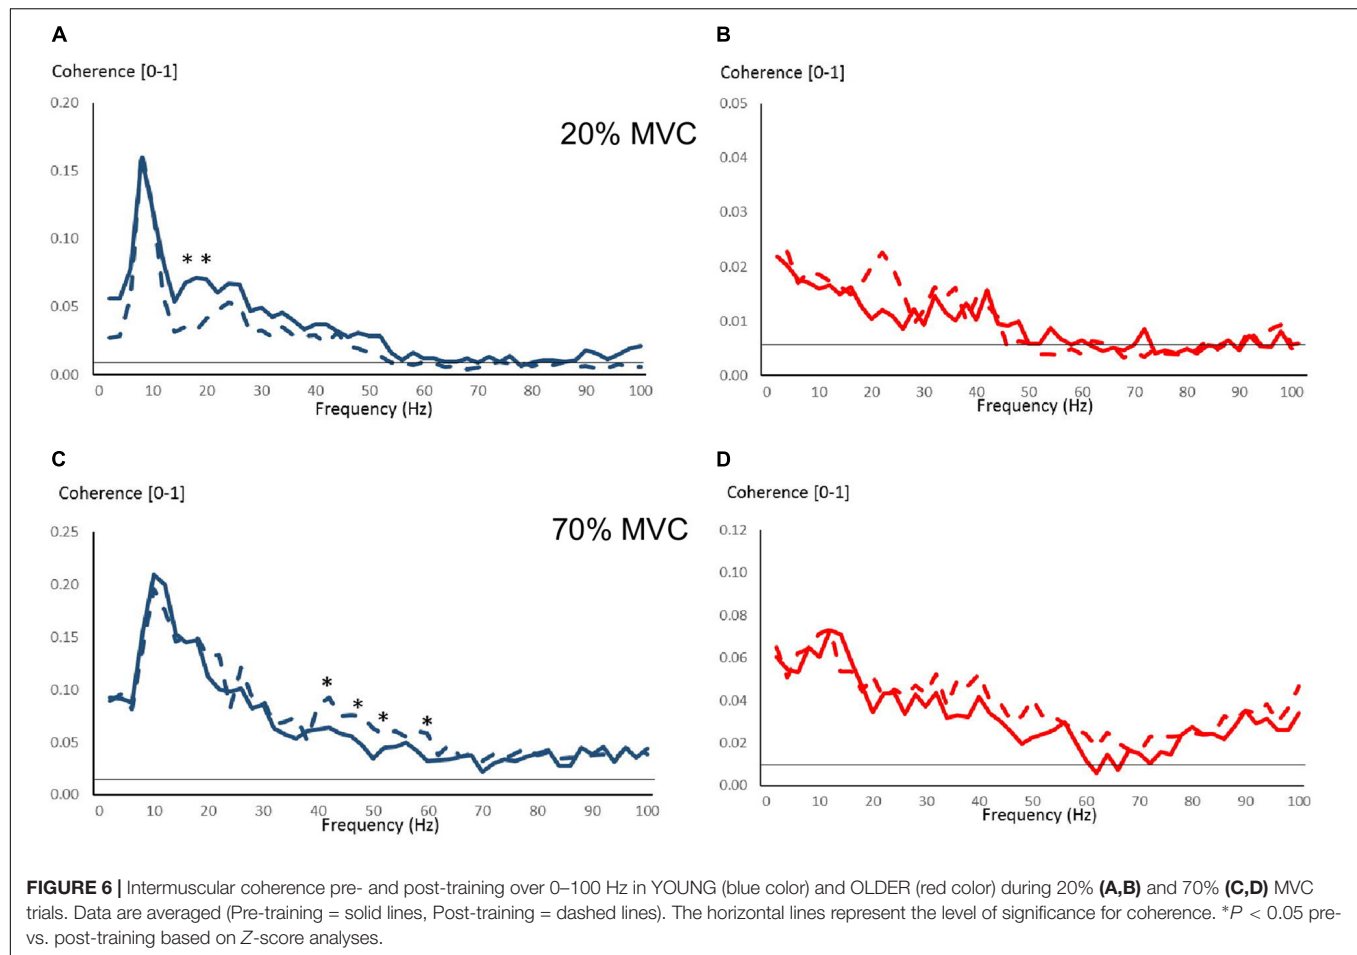 A
Coherence [0-1]
0.20
0.15
0.10
0.05
0.00
* *
0 10 20 30 40 50 60 70 80 90 100
Frequency (Hz)
20% MVC
B
Coherence [0-1]
0.05
0.04
0.03
0.02
0.01
0.00
0 10 20 30 40 50 60 70 80 90 100
Frequency (Hz)
C
Coherence [0-1]
0.25
0.20
0.15
0.10
0.05
0.00
* * * *
0 10 20 30 40 50 60 70 80 90 100
Frequency (Hz)
70% MVC
D
Coherence [0-1]
0.12
0.10
0.08
0.06
0.04
0.02
0.00
0 10 20 30 40 50 60 70 80 90 100
Frequency (Hz)
FIGURE 6 | Intermuscular coherence pre- and post-training over 0–100 Hz in YOUNG (blue color) and OLDER (red color) during 20% (A,B) and 70% (C,D) MVC
trials. Data are averaged (Pre-training = solid lines, Post-training = dashed lines). The horizontal lines represent the level of significance for coherence. *P < 0.05 pre-
vs. post-training based on Z-score analyses.